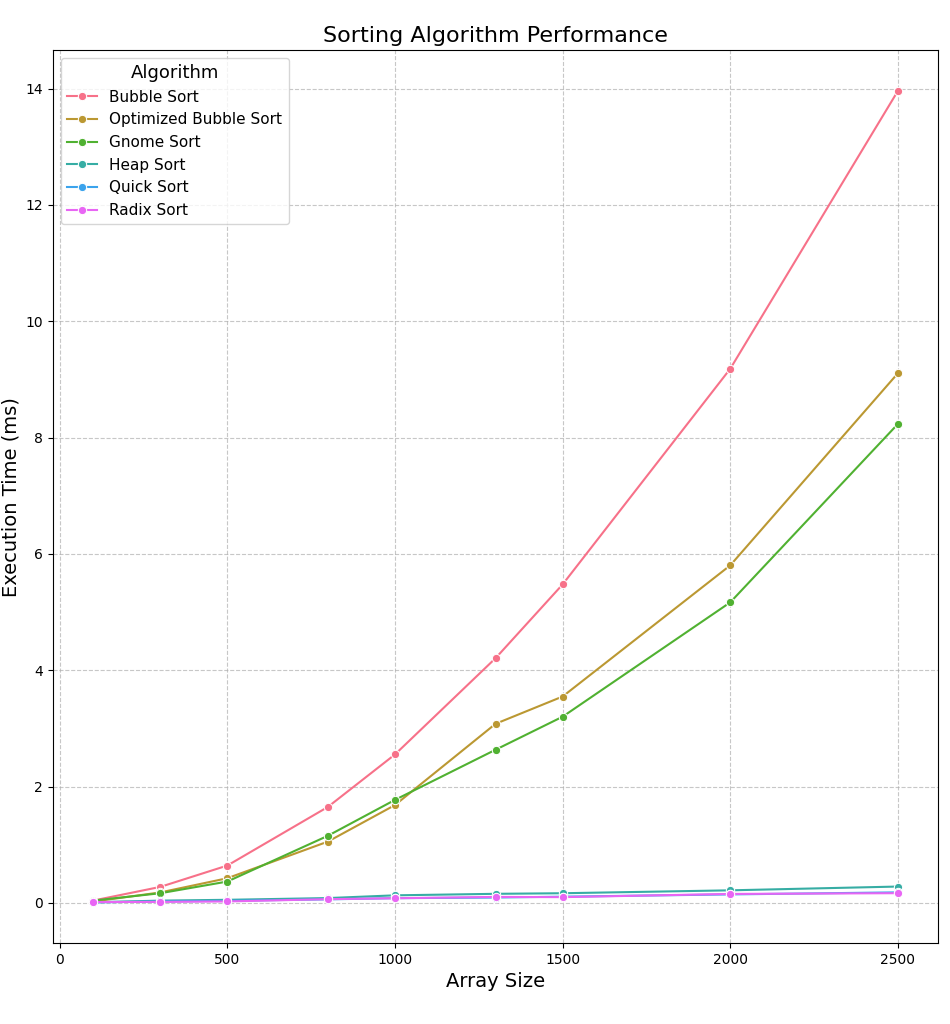 Sorting Algorithm Performance
Algorithm
Bubble Sort
Optimized Bubble Sort
Gnome Sort
Heap Sort
Quick Sort
Radix Sort
Execution Time (ms)
14
12
10
8
6
4
2
0
0 500 1000 1500 2000 2500
Array Size